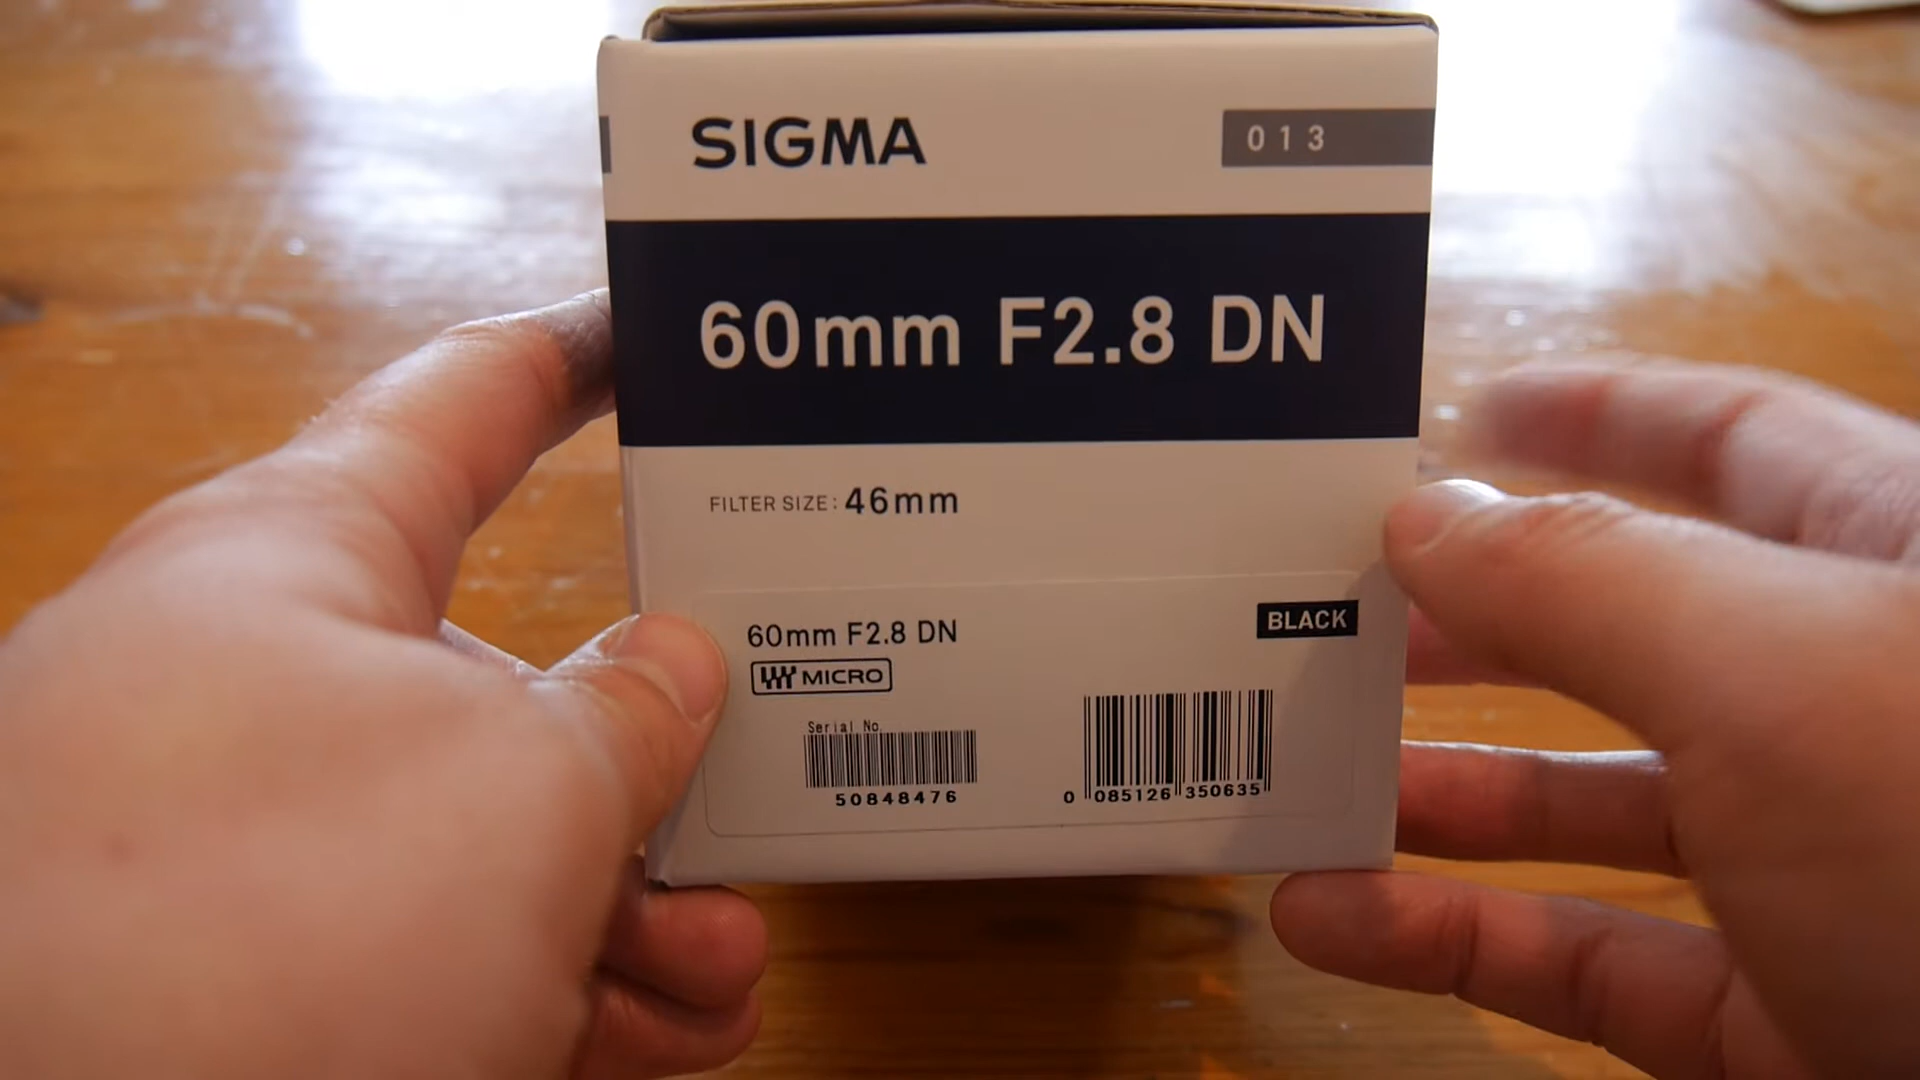 SIGMA
013
60mm F2.8 DN
FILTER SIZE: 46mm
60mm F2.8 DN
BLACK
MICRO
Serial No.
50848476
0 085126 350635